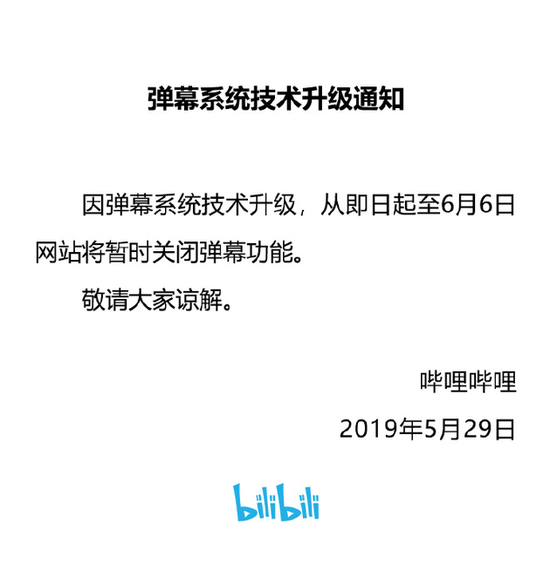 弹幕系统技术升级通知
因弹幕系统技术升级，从即日起至6月6日
网站将暂时关闭弹幕功能。
敬请大家谅解。
哔哩哔哩
2019年5月29日
bilibili